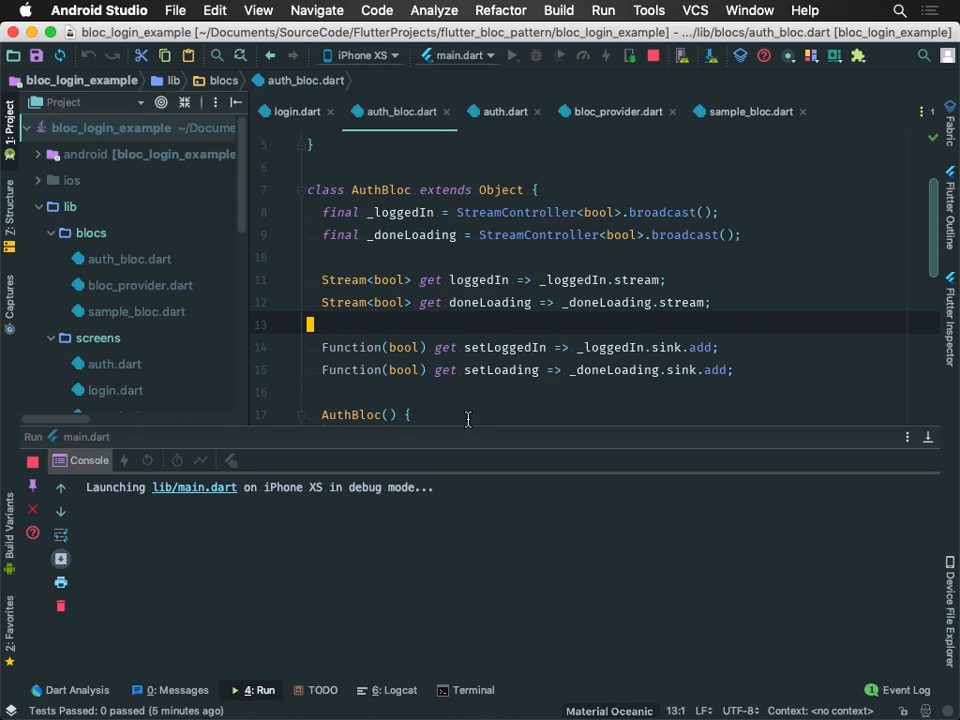 Android Studio File Edit View Navigate Code Analyze Refactor Build Run Tools VCS Window Help
bloc_login_example [~/Documents/SourceCode/FlutterProjects/flutter_bloc_pattern/bloc_login_example] - .../lib/blocs/auth_bloc.dart [bloc_login_example]
iPhone XS main.dart
bloc_login_example lib blocs auth_bloc.dart
1: Project
Z: Structure
Captures
Build Variants
2: Favorites
Project
bloc_login_example ~/Docume
android [bloc_login_example
ios
lib
blocs
auth_bloc.dart
bloc_provider.dart
sample_bloc.dart
screens
auth.dart
login.dart
login.dart auth_bloc.dart auth.dart bloc_provider.dart sample_bloc.dart 1
5 }
6
7 class AuthBloc extends Object {
8 final _loggedIn = StreamController<bool>.broadcast();
9 final _doneLoading = StreamController<bool>.broadcast();
10
11 Stream<bool> get loggedIn => _loggedIn.stream;
12 Stream<bool> get doneLoading => _doneLoading.stream;
13
14 Function(bool) get setLoggedIn => _loggedIn.sink.add;
15 Function(bool) get setLoading => _doneLoading.sink.add;
16
17 AuthBloc() {
Fabric
Flutter Outline
Flutter Inspector
Device File Explorer
Run main.dart
Console
Launching lib/main.dart on iPhone XS in debug mode...
Dart Analysis 0: Messages 4: Run TODO 6: Logcat Terminal Event Log
Tests Passed: 0 passed (5 minutes ago) Material Oceanic 13:1 LF UTF-8 Context: <no context>